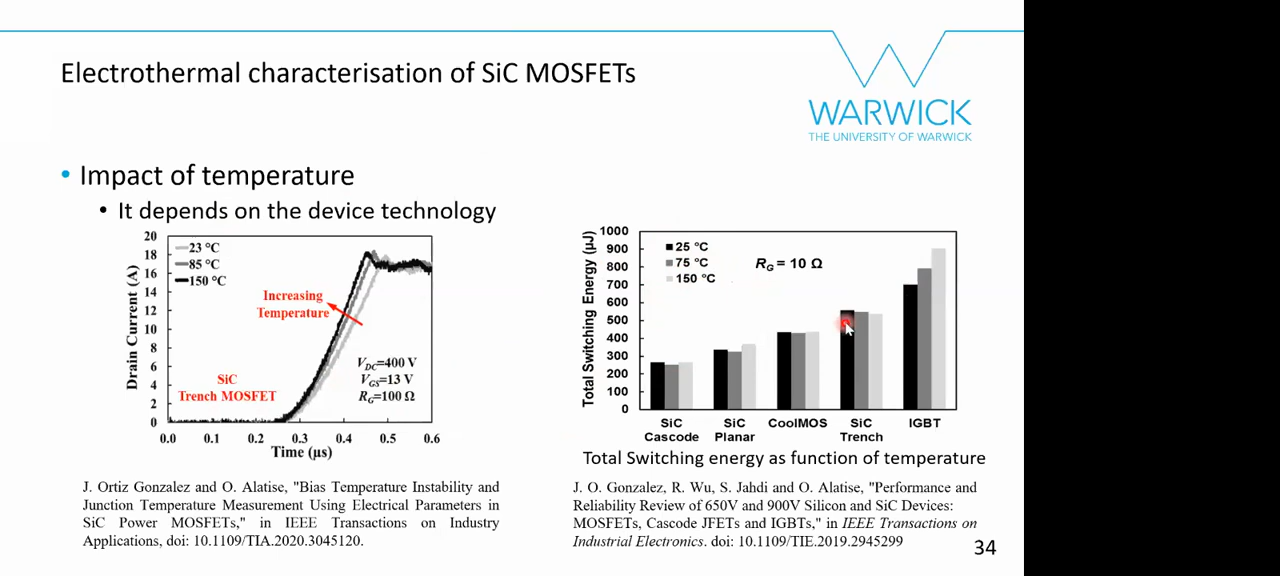 Electrothermal characterisation of SiC MOSFETs
WARWICK
THE UNIVERSITY OF WARWICK
• Impact of temperature
• It depends on the device technology
20
18
16
14
12
10
8
6
4
2
0
Drain Current (A)
23 °C
85 °C
150 °C
Increasing
Temperature
SiC
Trench MOSFET
VDC=400 V
VGS=13 V
RG=100 Ω
0.0 0.1 0.2 0.3 0.4 0.5 0.6
Time (µs)
1000
900
800
700
600
500
400
300
200
100
0
Total Switching Energy (µJ)
25 °C
75 °C
150 °C
RG = 10 Ω
SiC Cascode
SiC Planar
CoolMOS
SiC Trench
IGBT
Total Switching energy as function of temperature
J. Ortiz Gonzalez and O. Alatise, "Bias Temperature Instability and
Junction Temperature Measurement Using Electrical Parameters in
SiC Power MOSFETs," in IEEE Transactions on Industry
Applications, doi: 10.1109/TIA.2020.3045120.
J. O. Gonzalez, R. Wu, S. Jahdi and O. Alatise, "Performance and
Reliability Review of 650V and 900V Silicon and SiC Devices:
MOSFETs, Cascode JFETs and IGBTs," in IEEE Transactions on
Industrial Electronics. doi: 10.1109/TIE.2019.2945299
34